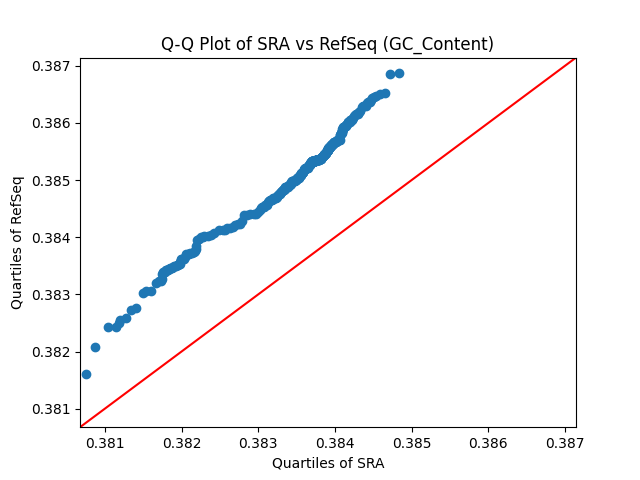 Q-Q Plot of SRA vs RefSeq (GC_Content)
0.387
0.386
0.385
0.384
0.383
0.382
0.381
Quartiles of RefSeq
0.381 0.382 0.383 0.384 0.385 0.386 0.387
Quartiles of SRA